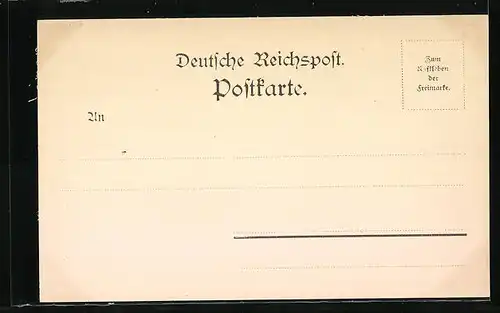 Deutsche Reichspost.
Postkarte.
Zum
Aufkleben
der
Freimarke.
An